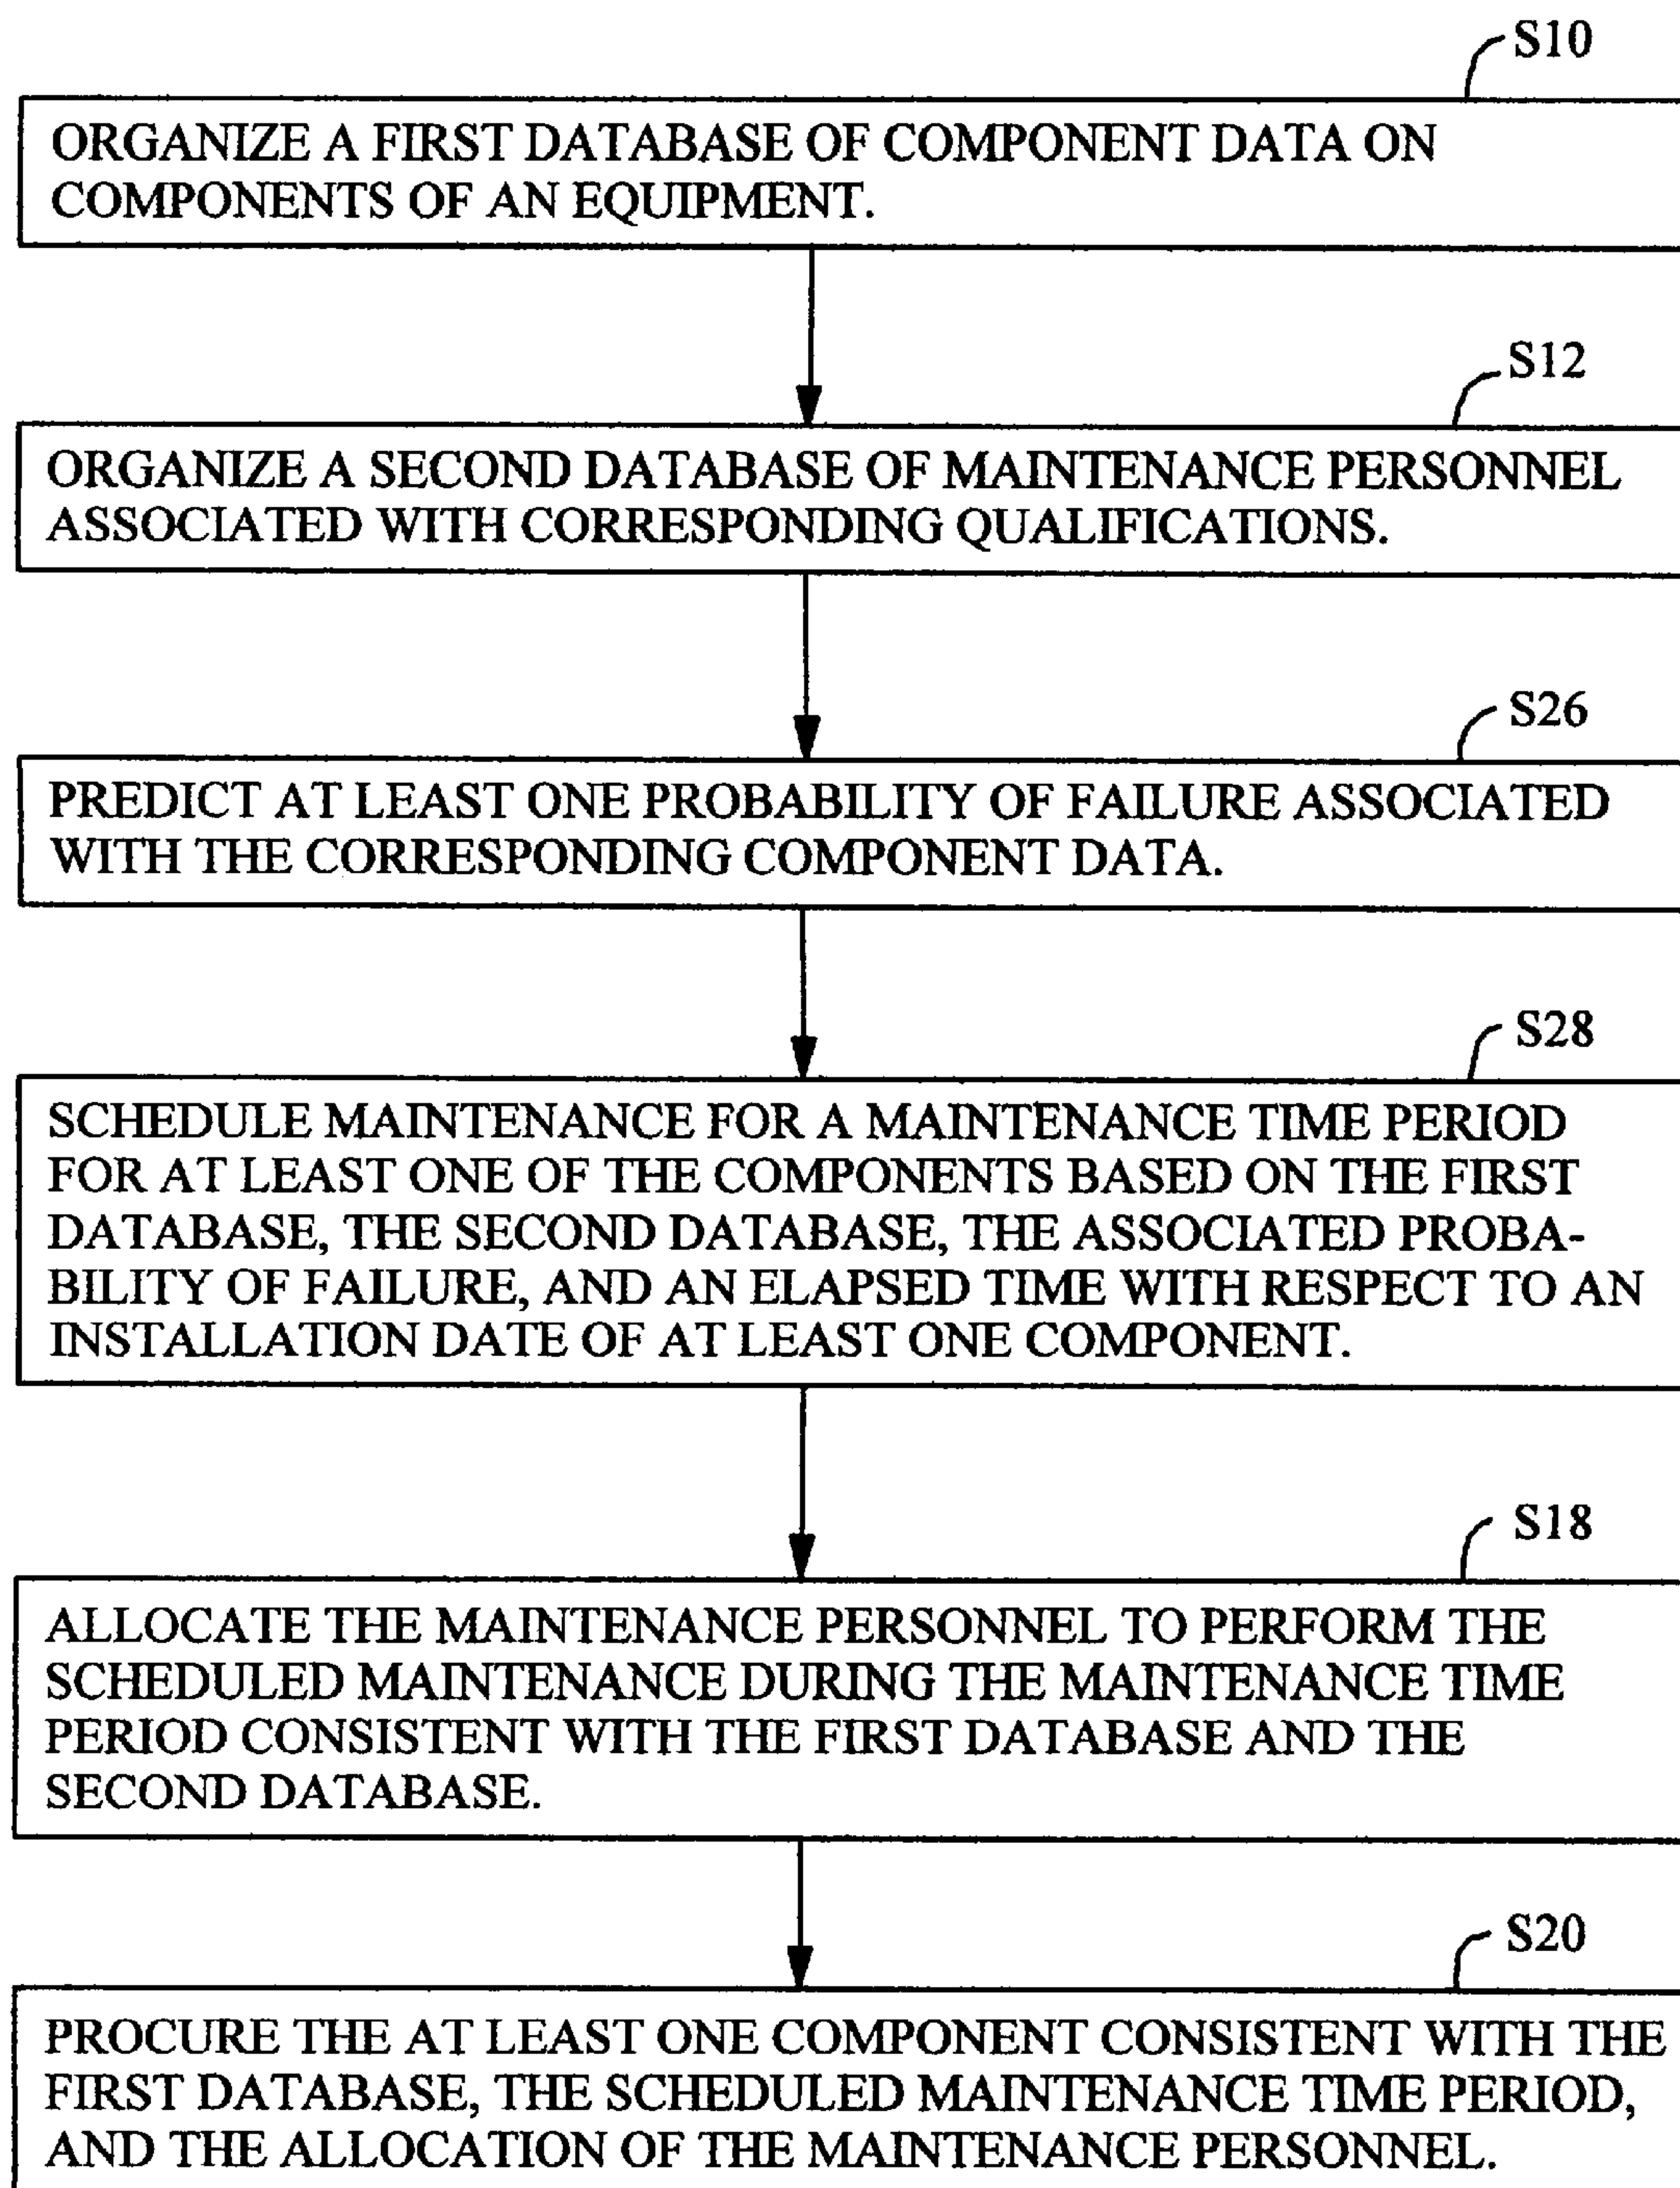 S10
ORGANIZE A FIRST DATABASE OF COMPONENT DATA ON
COMPONENTS OF AN EQUIPMENT.
S12
ORGANIZE A SECOND DATABASE OF MAINTENANCE PERSONNEL
ASSOCIATED WITH CORRESPONDING QUALIFICATIONS.
S26
PREDICT AT LEAST ONE PROBABILITY OF FAILURE ASSOCIATED
WITH THE CORRESPONDING COMPONENT DATA.
S28
SCHEDULE MAINTENANCE FOR A MAINTENANCE TIME PERIOD
FOR AT LEAST ONE OF THE COMPONENTS BASED ON THE FIRST
DATABASE, THE SECOND DATABASE, THE ASSOCIATED PROBA-
BILITY OF FAILURE, AND AN ELAPSED TIME WITH RESPECT TO AN
INSTALLATION DATE OF AT LEAST ONE COMPONENT.
S18
ALLOCATE THE MAINTENANCE PERSONNEL TO PERFORM THE
SCHEDULED MAINTENANCE DURING THE MAINTENANCE TIME
PERIOD CONSISTENT WITH THE FIRST DATABASE AND THE
SECOND DATABASE.
S20
PROCURE THE AT LEAST ONE COMPONENT CONSISTENT WITH THE
FIRST DATABASE, THE SCHEDULED MAINTENANCE TIME PERIOD,
AND THE ALLOCATION OF THE MAINTENANCE PERSONNEL.